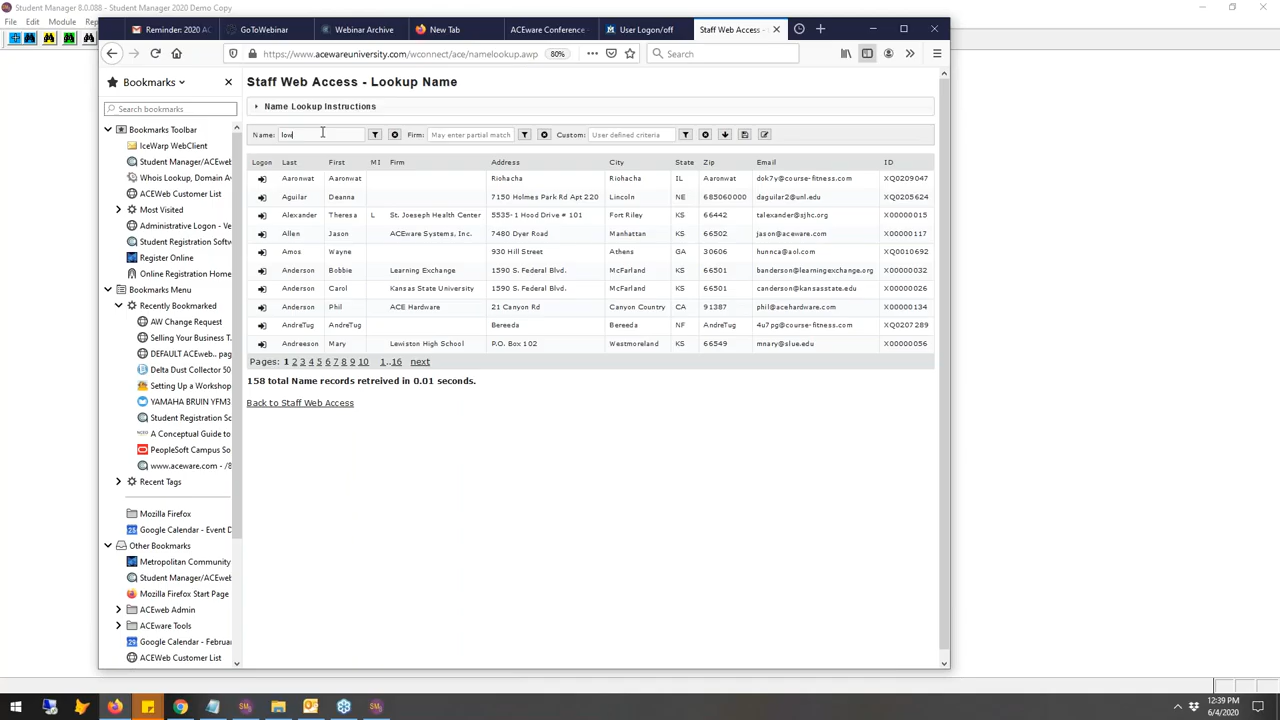 Student Manager 8.0.088 - Student Manager 2020 Demo Copy
File Edit Modules Rep
Reminder: 2020 AC
GoToWebinar
Webinar Archive
New Tab
ACEware Conference
User Logon/off
Staff Web Access -
https://www.acewareuniversity.com/wconnect/ace/namelookup.awp
80%
Search
Bookmarks
Search bookmarks
Bookmarks Toolbar
IceWarp WebClient
Student Manager/ACEweb
Whois Lookup, Domain Av
ACEWeb Customer List
Most Visited
Administrative Logon - We
Student Registration Softw
Register Online
Online Registration Home
Bookmarks Menu
Recently Bookmarked
AW Change Request
Selling Your Business T
DEFAULT ACEweb.. pag
Delta Dust Collector 50
Setting Up a Workshop
YAMAHA BRUIN YFM3
Student Registration So
A Conceptual Guide to
PeopleSoft Campus So
www.aceware.com - /8
Recent Tags
Mozilla Firefox
Google Calendar - Event D
Other Bookmarks
Metropolitan Community
Student Manager/ACEweb
Mozilla Firefox Start Page
ACEweb Admin
ACEware Tools
Google Calendar - Februar
ACEWeb Customer List
Staff Web Access - Lookup Name
Name Lookup Instructions
Name: low Firm: May enter partial match Custom: User defined criteria
Logon Last First MI Firm Address City State Zip Email ID
Aaronwat Aaronwat Riohacha Riohacha IL Aaronwat dok7y@course-fitness.com XQ0209047
Aguilar Deanna 7150 Holmes Park Rd Apt 220 Lincoln NE 685060000 daguilar2@unl.edu XQ0205624
Alexander Theresa L St. Joeseph Health Center 5535-1 Hood Drive # 101 Fort Riley KS 66442 talexander@sjhc.org X00000015
Allen Jason ACEware Systems, Inc. 7480 Dyer Road Manhattan KS 66502 jason@aceware.com X00000117
Amos Wayne 930 Hill Street Athens GA 30606 hunnca@aol.com XQ0010692
Anderson Bobbie Learning Exchange 1590 S. Federal Blvd. McFarland KS 66501 banderson@learningexchange.org X00000032
Anderson Carol Kansas State University 1590 S. Federal Blvd. McFarland KS 66501 canderson@kansasstate.edu X00000026
Anderson Phil ACE Hardware 21 Canyon Rd Canyon Country CA 91387 phil@acehardware.com X00000134
AndreTug AndreTug Bereeda Bereeda NF AndreTug 4u7pg@course-fitness.com XQ0207289
Andreeson Mary Lewiston High School P.O. Box 102 Westmoreland KS 66549 mnary@slue.edu XQ0000056
Pages: 1 2 3 4 5 6 7 8 9 10 1..16 next
158 total Name records retreived in 0.01 seconds.
Back to Staff Web Access
12:39 PM
6/4/2020